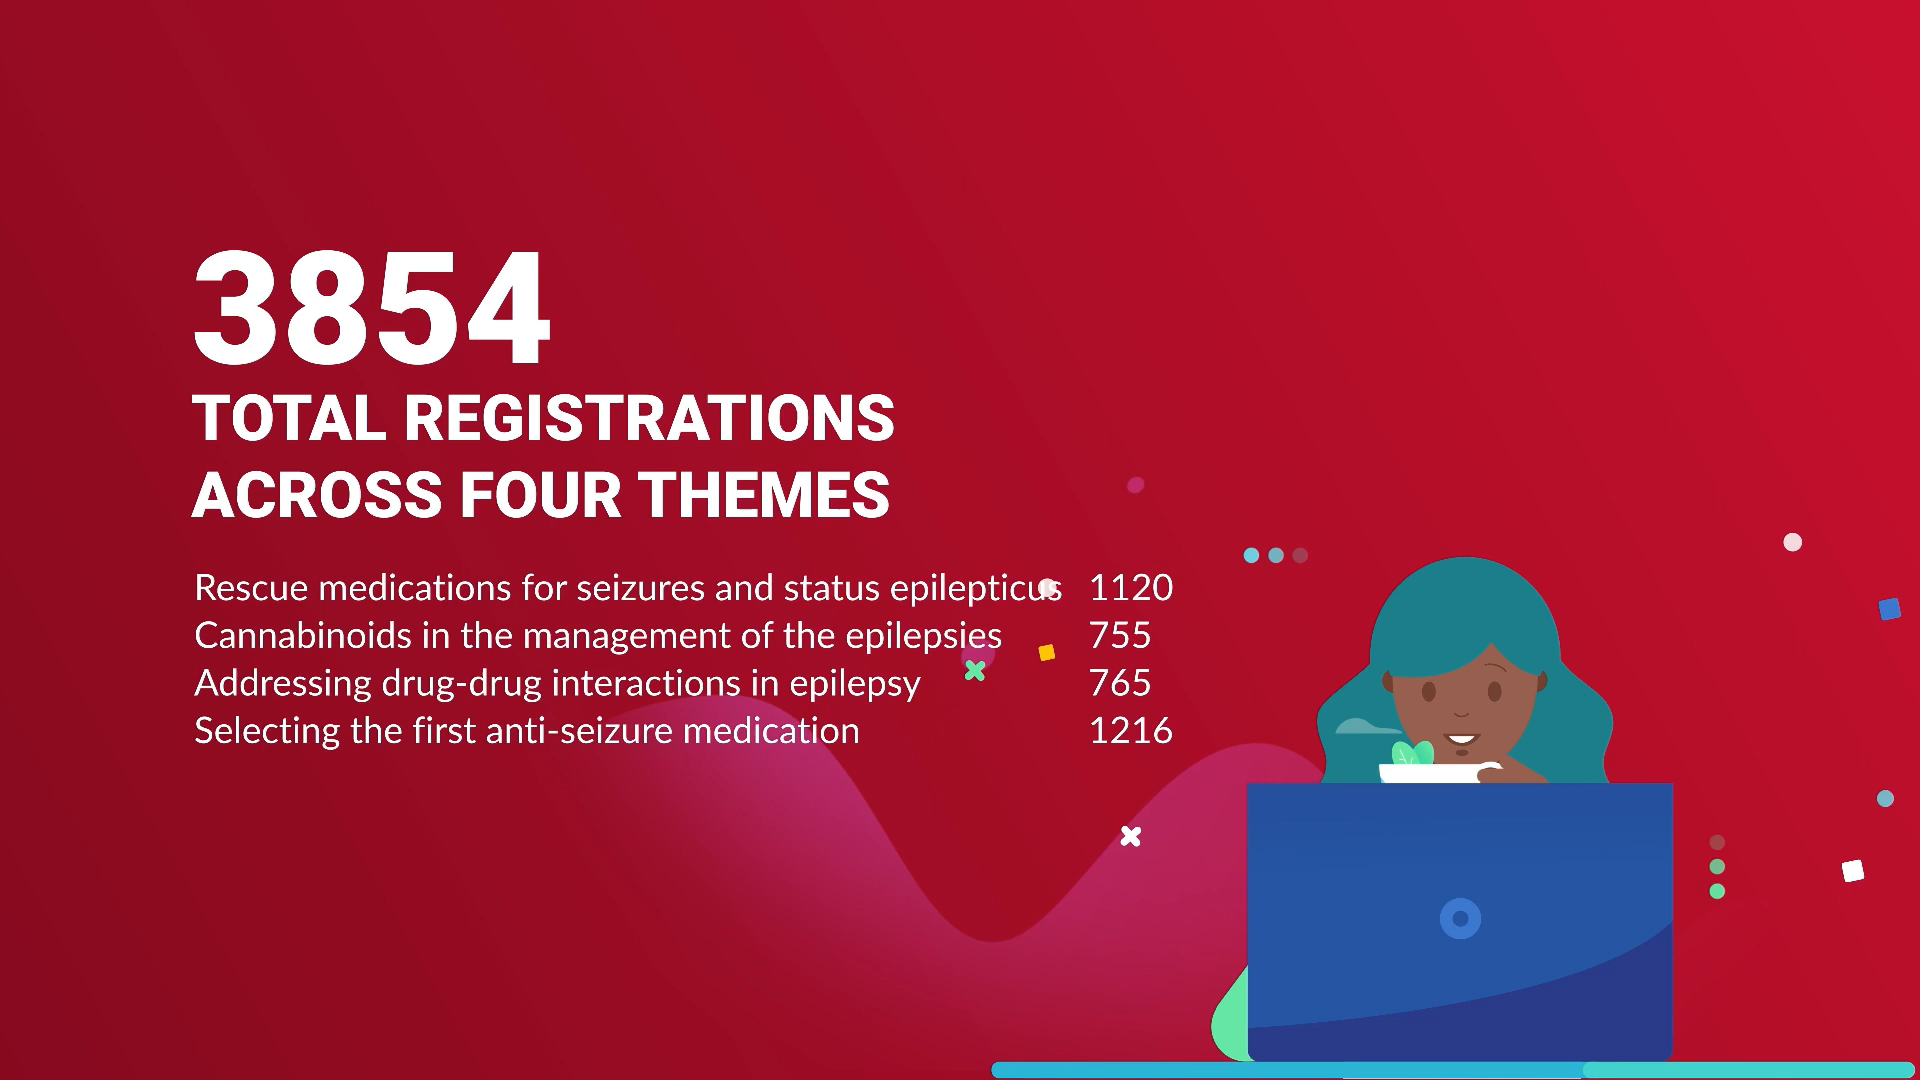 3854
TOTAL REGISTRATIONS
ACROSS FOUR THEMES
Rescue medications for seizures and status epilepticus 1120
Cannabinoids in the management of the epilepsies 755
Addressing drug-drug interactions in epilepsy 765
Selecting the first anti-seizure medication 1216